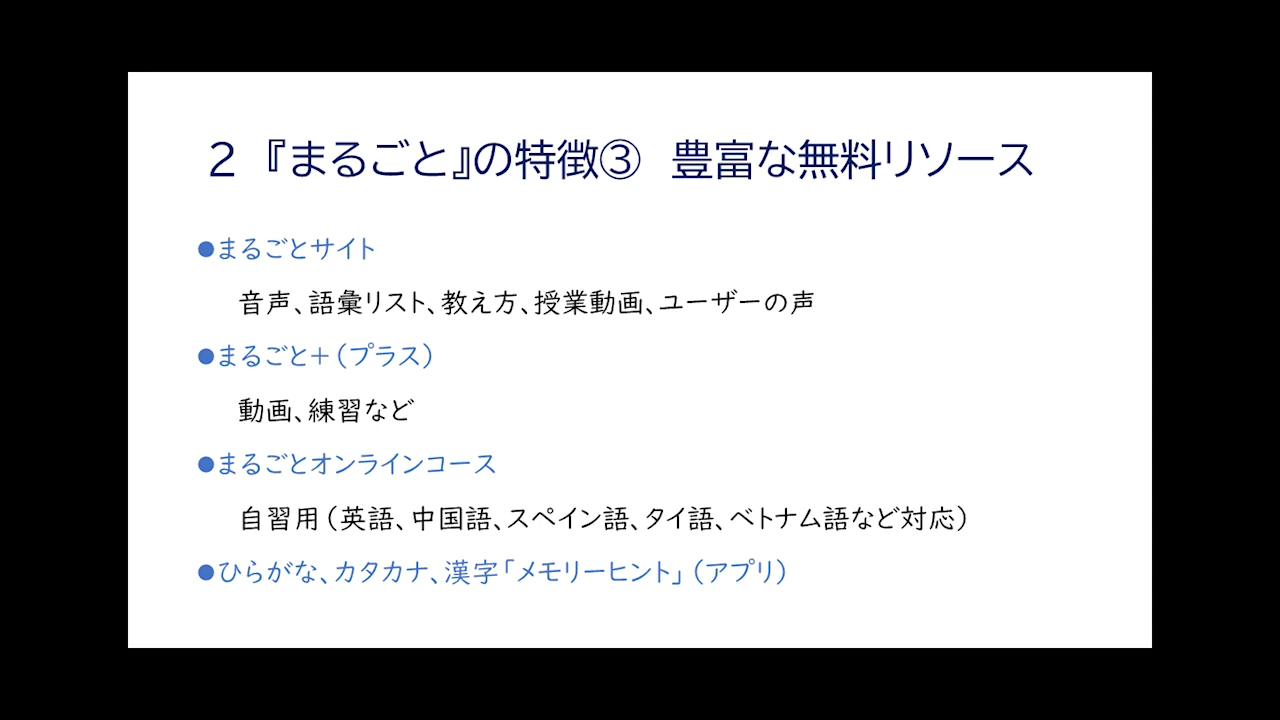 ２ 『まるごと』の特徴③　豊富な無料リソース
●まるごとサイト
音声、語彙リスト、教え方、授業動画、ユーザーの声
●まるごと＋（プラス）
動画、練習など
●まるごとオンラインコース
自習用（英語、中国語、スペイン語、タイ語、ベトナム語など対応）
●ひらがな、カタカナ、漢字「メモリーヒント」（アプリ）